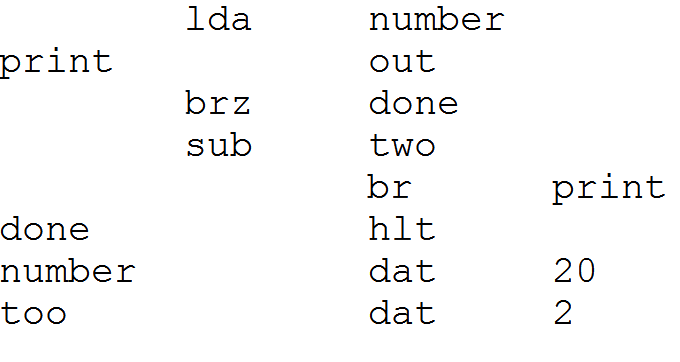 lda number
print out
brz done
sub two
br print
done hlt
number dat 20
too dat 2